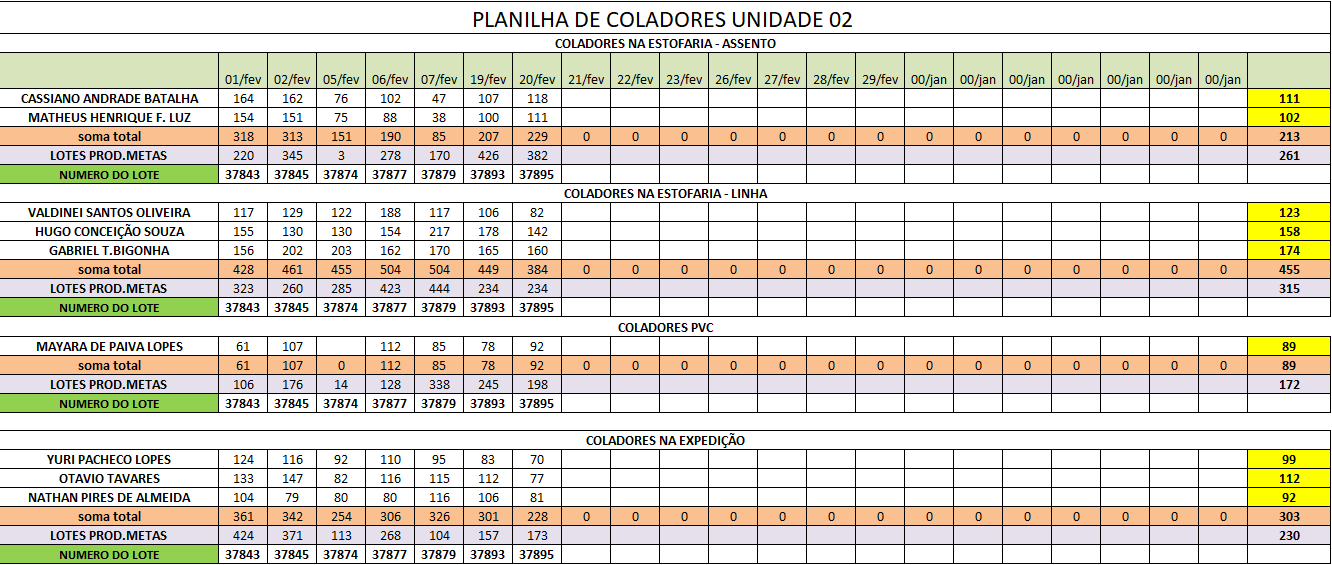 PLANILHA DE COLADORES UNIDADE 02
COLADORES NA ESTOFARIA - ASSENTO
01/fev 02/fev 05/fev 06/fev 07/fev 19/fev 20/fev 21/fev 22/fev 23/fev 26/fev 27/fev 28/fev 29/fev 00/jan 00/jan 00/jan 00/jan 00/jan 00/jan 00/jan
CASSIANO ANDRADE BATALHA 164 162 76 102 47 107 118 111
MATHEUS HENRIQUE F. LUZ 154 151 75 88 38 100 111 102
soma total 318 313 151 190 85 207 229 0 0 0 0 0 0 0 0 0 0 0 0 0 0 213
LOTES PROD.METAS 220 345 3 278 170 426 382 261
NUMERO DO LOTE 37843 37845 37874 37877 37879 37893 37895
COLADORES NA ESTOFARIA - LINHA
VALDINEI SANTOS OLIVEIRA 117 129 122 188 117 106 82 123
HUGO CONCEIÇÃO SOUZA 155 130 130 154 217 178 142 158
GABRIEL T.BIGONHA 156 202 203 162 170 165 160 174
soma total 428 461 455 504 504 449 384 0 0 0 0 0 0 0 0 0 0 0 0 0 0 455
LOTES PROD.METAS 323 260 285 423 444 234 234 315
NUMERO DO LOTE 37843 37845 37874 37877 37879 37893 37895
COLADORES PVC
MAYARA DE PAIVA LOPES 61 107 112 85 78 92 89
soma total 61 107 0 112 85 78 92 0 0 0 0 0 0 0 0 0 0 0 0 0 0 89
LOTES PROD.METAS 106 176 14 128 338 245 198 172
NUMERO DO LOTE 37843 37845 37874 37877 37879 37893 37895
COLADORES NA EXPEDIÇÃO
YURI PACHECO LOPES 124 116 92 110 95 83 70 99
OTAVIO TAVARES 133 147 82 116 115 112 77 112
NATHAN PIRES DE ALMEIDA 104 79 80 80 116 106 81 92
soma total 361 342 254 306 326 301 228 0 0 0 0 0 0 0 0 0 0 0 0 0 0 303
LOTES PROD.METAS 424 371 113 268 104 157 173 230
NUMERO DO LOTE 37843 37845 37874 37877 37879 37893 37895